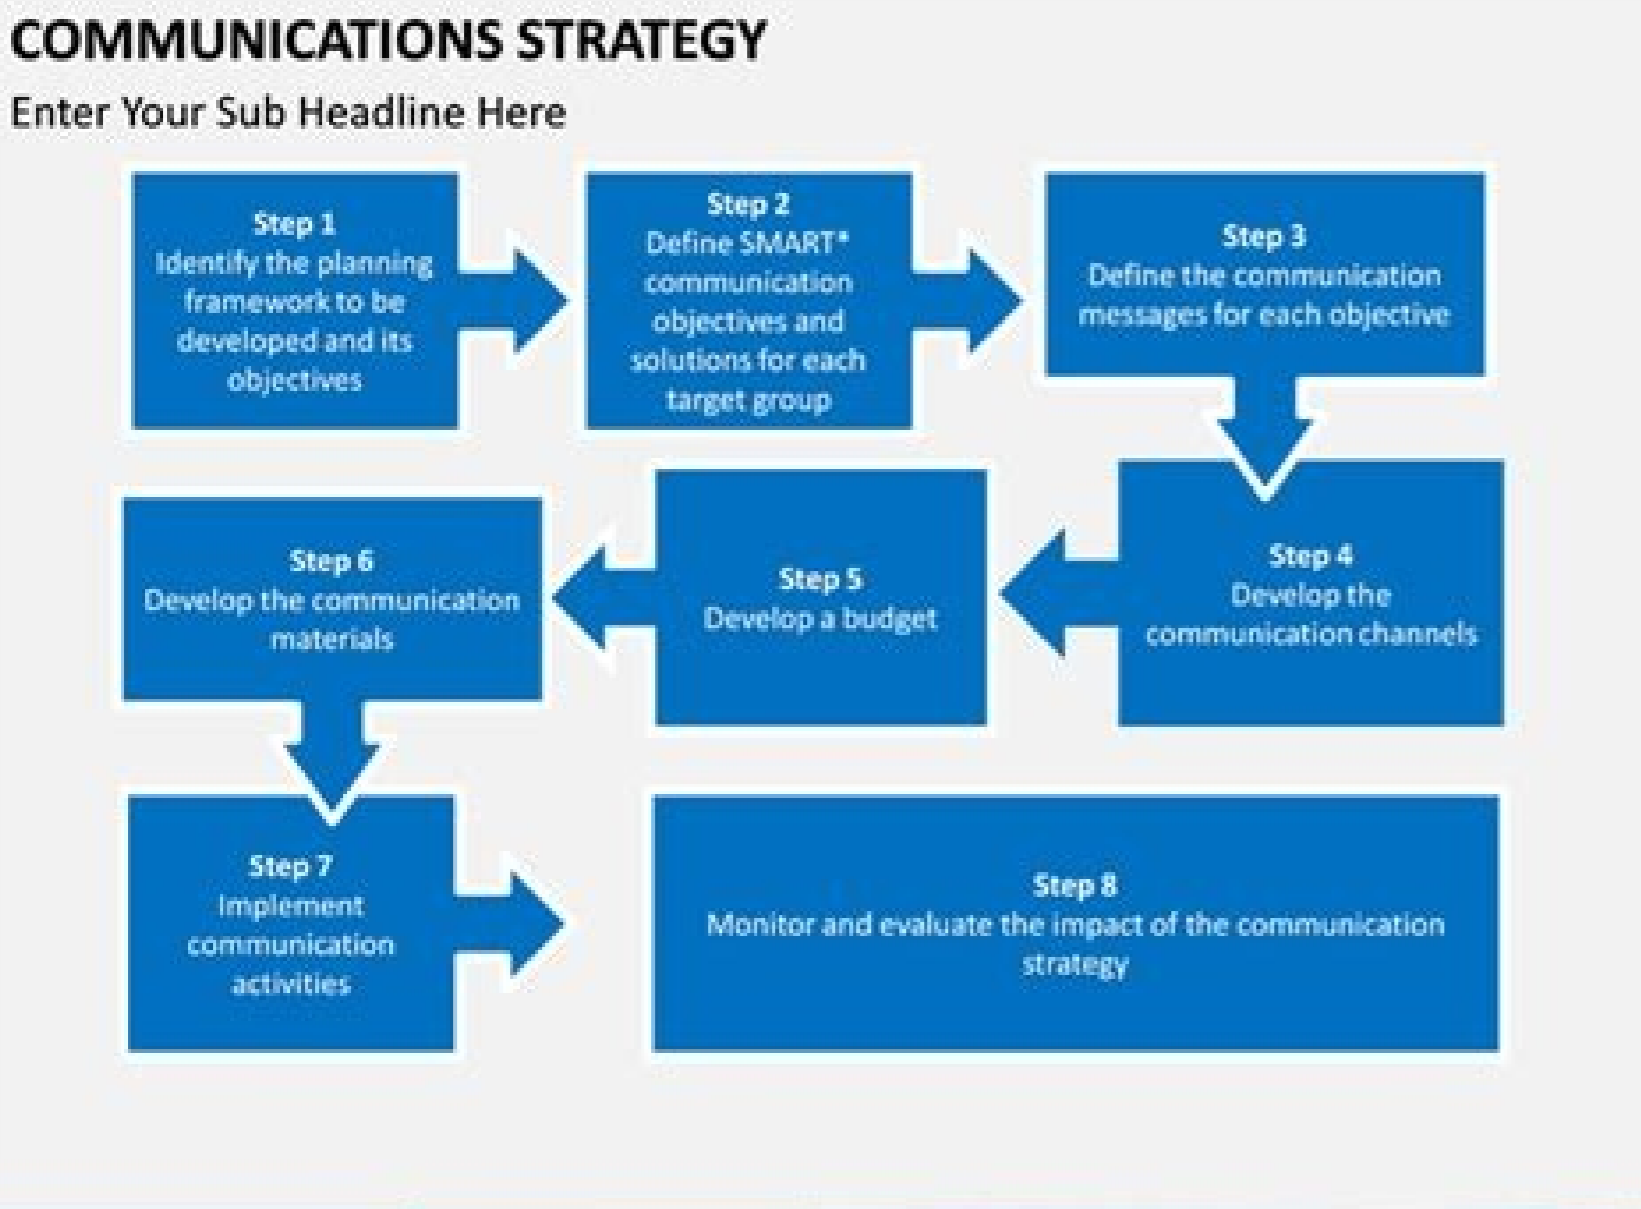 COMMUNICATIONS STRATEGY
Enter Your Sub Headline Here
Step 1
Identify the planning
framework to be
developed and its
objectives
Step 2
Define SMART*
communication
objectives and
solutions for each
target group
Step 3
Define the communication
messages for each objective
Step 4
Develop the
communication channels
Step 5
Develop a budget
Step 6
Develop the communication
materials
Step 7
Implement
communication
activities
Step 8
Monitor and evaluate the impact of the communication
strategy